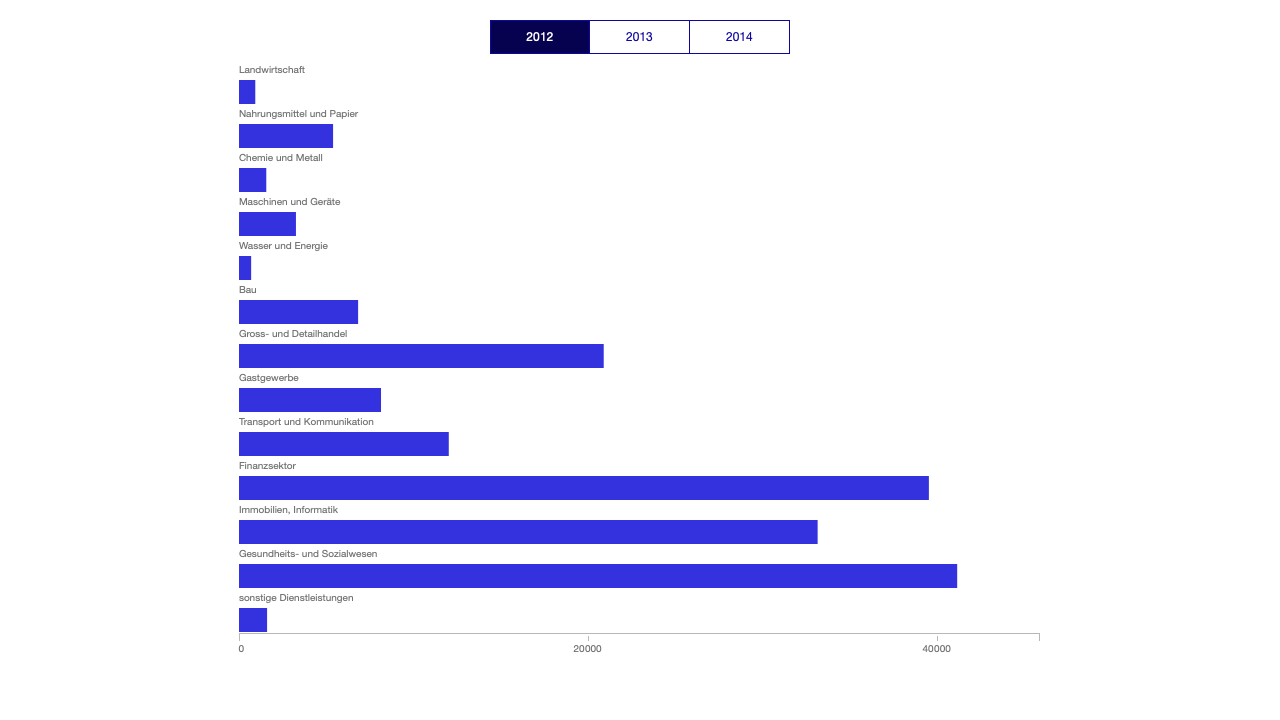 2012 2013 2014
Landwirtschaft
Nahrungsmittel und Papier
Chemie und Metall
Maschinen und Geräte
Wasser und Energie
Bau
Gross- und Detailhandel
Gastgewerbe
Transport und Kommunikation
Finanzsektor
Immobilien, Informatik
Gesundheits- und Sozialwesen
sonstige Dienstleistungen
0 20000 40000